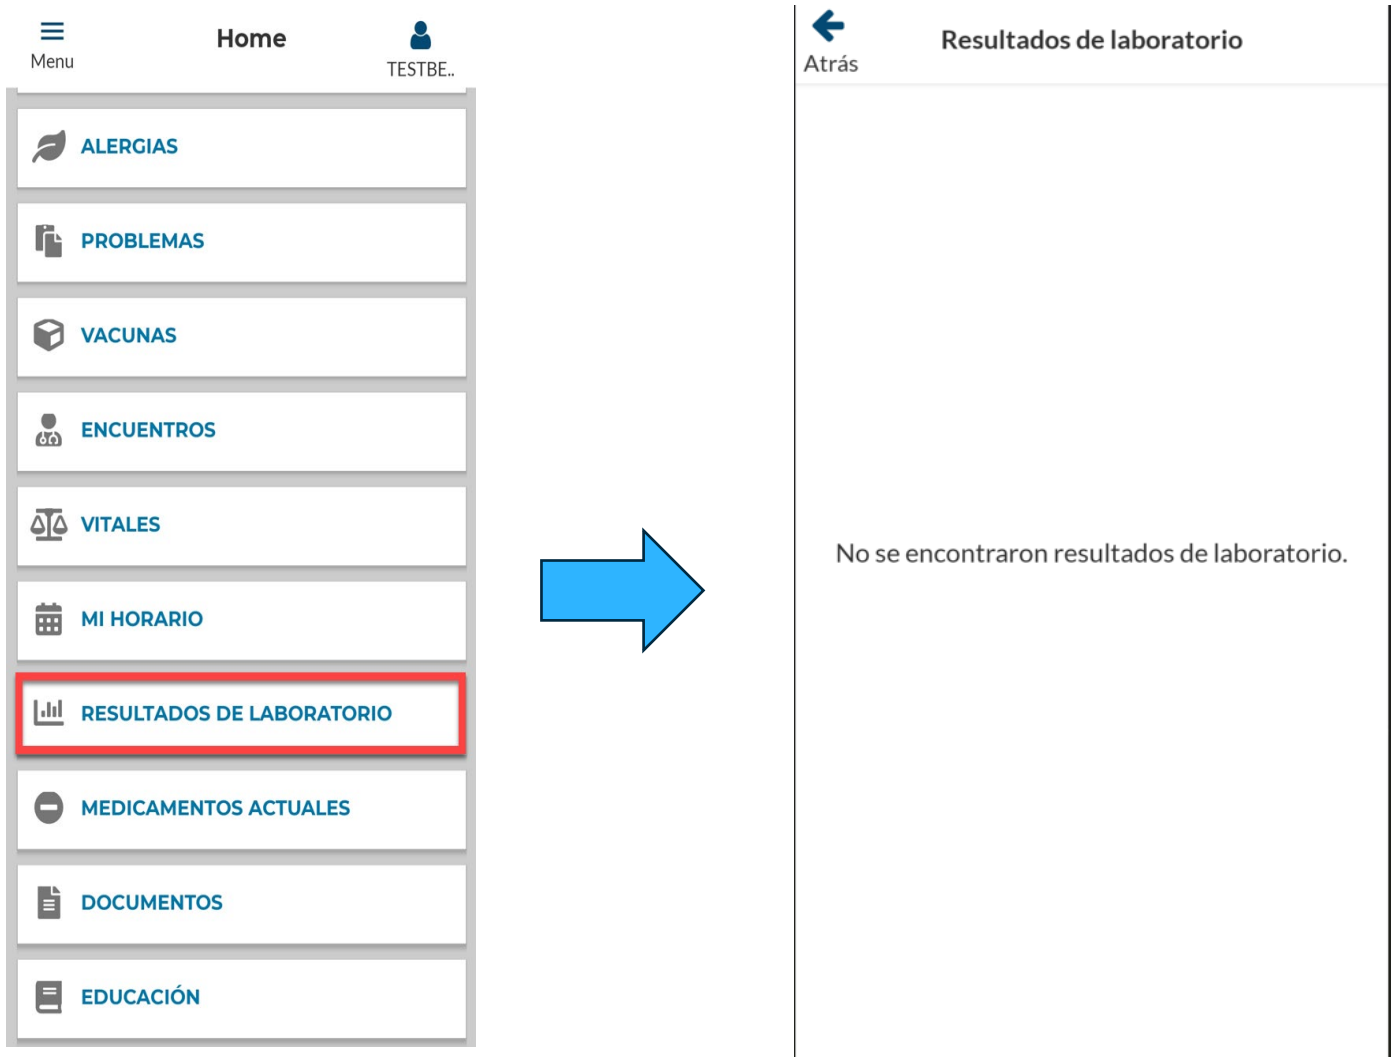 Menu
Home
TESTBE..
ALERGIAS
PROBLEMAS
VACUNAS
ENCUENTROS
VITALES
MI HORARIO
RESULTADOS DE LABORATORIO
MEDICAMENTOS ACTUALES
DOCUMENTOS
EDUCACIÓN
Atrás
Resultados de laboratorio
No se encontraron resultados de laboratorio.